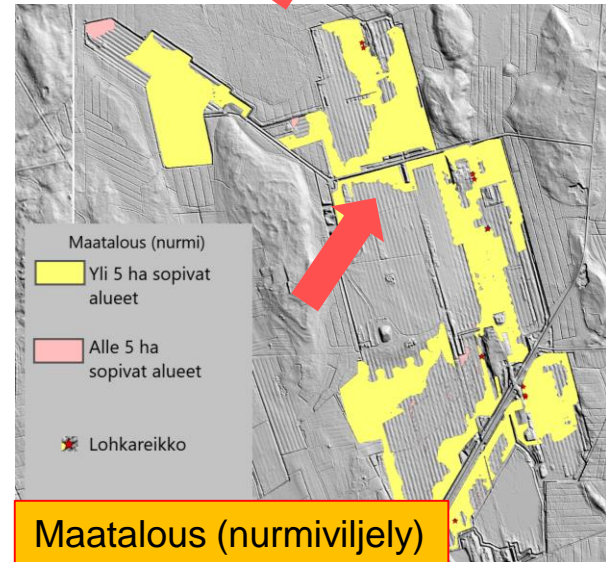 Maatalous (nurmi)
Yli 5 ha sopivat
alueet
Alle 5 ha
sopivat alueet
Lohkareikko
Maatalous (nurmiviljely)